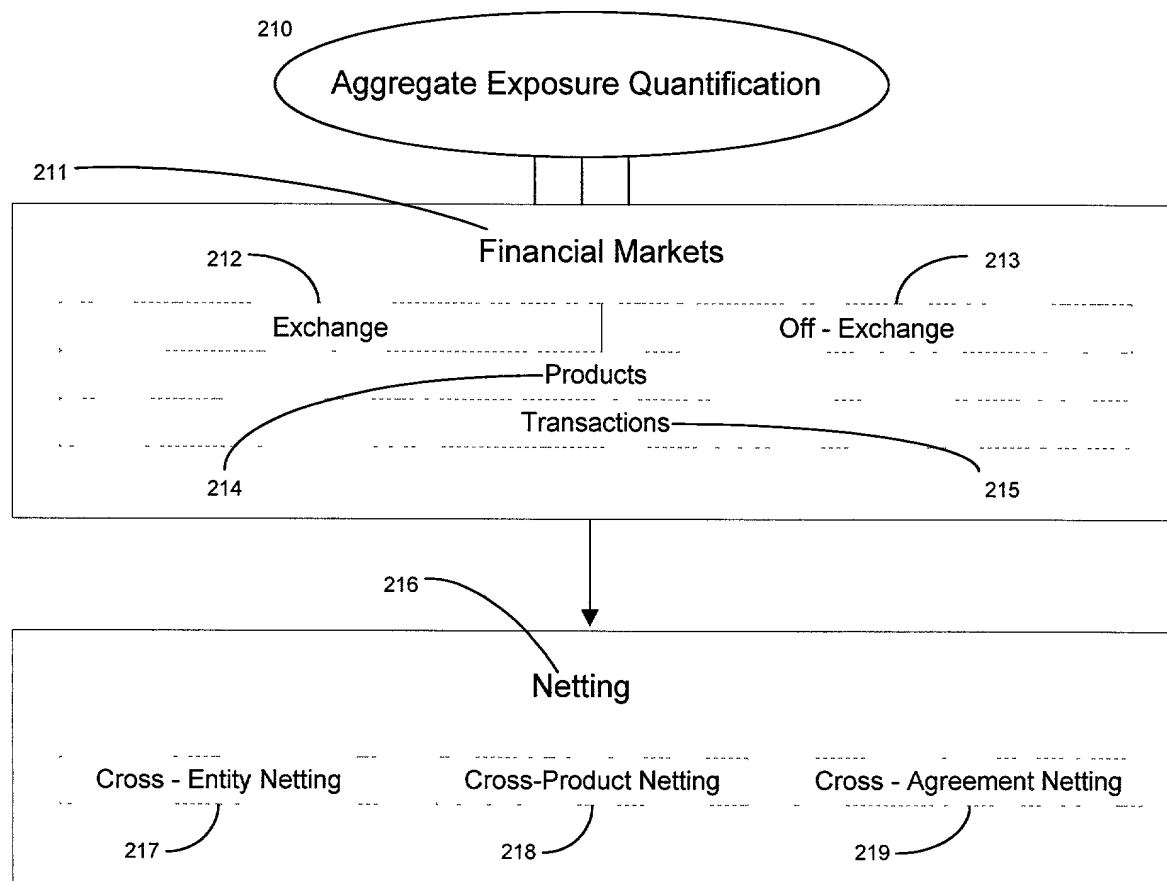 210
Aggregate Exposure Quantification
211
Financial Markets
212
213
Exchange
Off - Exchange
Products
Transactions
214
215
216
Netting
Cross - Entity Netting
Cross-Product Netting
Cross - Agreement Netting
217
218
219